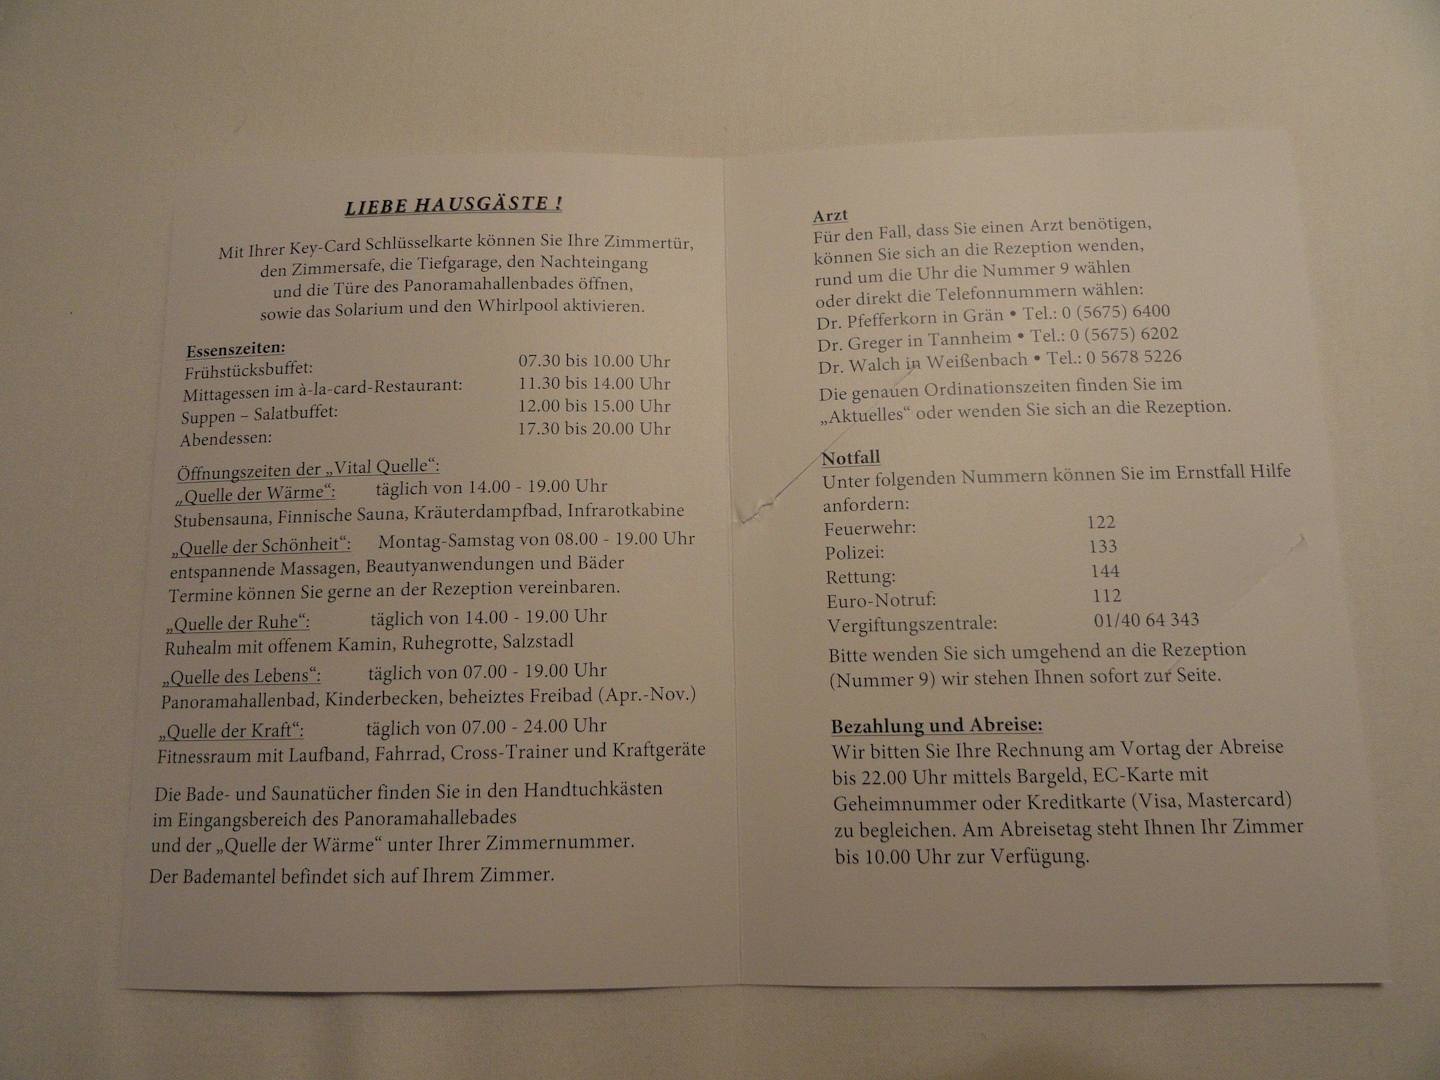 LIEBE HAUSGÄSTE !
Mit Ihrer Key-Card Schlüsselkarte können Sie Ihre Zimmertür,
den Zimmersafe, die Tiefgarage, den Nachteingang
und die Türe des Panoramahallenbades öffnen,
sowie das Solarium und den Whirlpool aktivieren.
Essenszeiten:
Frühstücksbuffet: 07.30 bis 10.00 Uhr
Mittagessen im à-la-card-Restaurant: 11.30 bis 14.00 Uhr
Suppen – Salatbuffet: 12.00 bis 15.00 Uhr
Abendessen: 17.30 bis 20.00 Uhr
Öffnungszeiten der „Vital Quelle“:
„Quelle der Wärme“: täglich von 14.00 - 19.00 Uhr
Stubensauna, Finnische Sauna, Kräuterdampfbad, Infrarotkabine
„Quelle der Schönheit“: Montag-Samstag von 08.00 - 19.00 Uhr
entspannende Massagen, Beautyanwendungen und Bäder
Termine können Sie gerne an der Rezeption vereinbaren.
„Quelle der Ruhe“: täglich von 14.00 - 19.00 Uhr
Ruhealm mit offenem Kamin, Ruhegrotte, Salzstadl
„Quelle des Lebens“: täglich von 07.00 - 19.00 Uhr
Panoramahallenbad, Kinderbecken, beheiztes Freibad (Apr.-Nov.)
„Quelle der Kraft“: täglich von 07.00 - 24.00 Uhr
Fitnessraum mit Laufband, Fahrrad, Cross-Trainer und Kraftgeräte
Die Bade- und Saunatücher finden Sie in den Handtuchkästen
im Eingangsbereich des Panoramahallebades
und der „Quelle der Wärme“ unter Ihrer Zimmernummer.
Der Bademantel befindet sich auf Ihrem Zimmer.
Arzt
Für den Fall, dass Sie einen Arzt benötigen,
können Sie sich an die Rezeption wenden,
rund um die Uhr die Nummer 9 wählen
oder direkt die Telefonnummern wählen:
Dr. Pfefferkorn in Grän • Tel.: 0 (5675) 6400
Dr. Greger in Tannheim • Tel.: 0 (5675) 6202
Dr. Walch in Weißenbach • Tel.: 0 5678 5226
Die genauen Ordinationszeiten finden Sie im
„Aktuelles“ oder wenden Sie sich an die Rezeption.
Notfall
Unter folgenden Nummern können Sie im Ernstfall Hilfe
anfordern:
Feuerwehr: 122
Polizei: 133
Rettung: 144
Euro-Notruf: 112
Vergiftungszentrale: 01/40 64 343
Bitte wenden Sie sich umgehend an die Rezeption
(Nummer 9) wir stehen Ihnen sofort zur Seite.
Bezahlung und Abreise:
Wir bitten Sie Ihre Rechnung am Vortag der Abreise
bis 22.00 Uhr mittels Bargeld, EC-Karte mit
Geheimnummer oder Kreditkarte (Visa, Mastercard)
zu begleichen. Am Abreisetag steht Ihnen Ihr Zimmer
bis 10.00 Uhr zur Verfügung.